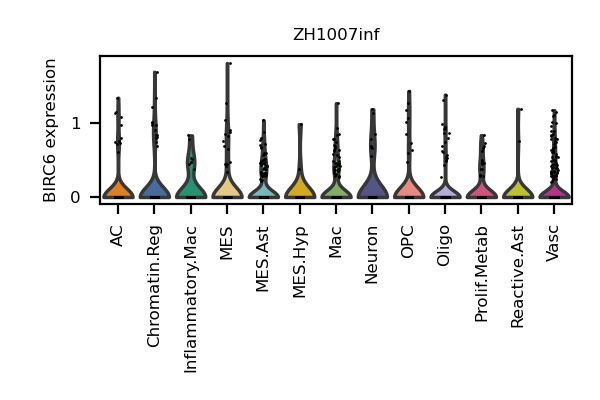 ZH1007inf
BIRC6 expression
1
0
AC
Chromatin.Reg
Inflammatory.Mac
MES
MES.Ast
MES.Hyp
Mac
Neuron
OPC
Oligo
Prolif.Metab
Reactive.Ast
Vasc